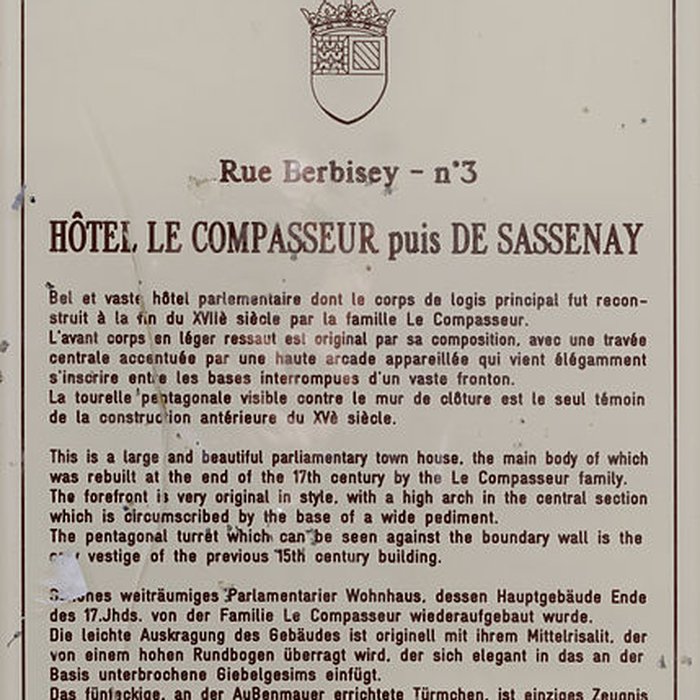 Rue Berbisey - n°3
HÔTEL LE COMPASSEUR puis DE SASSENAY
Bel et vaste hôtel parlementaire dont le corps de logis principal fut recon-
struit à la fin du XVIIè siècle par la famille Le Compasseur.
L'avant corps en léger ressaut est original par sa composition, avec une travée
centrale accentuée par une haute arcade appareillée qui vient élégamment
s'inscrire entre les bases interrompues d'un vaste fronton.
La tourelle pentagonale visible contre le mur de clôture est le seul témoin
de la construction antérieure du XVè siècle.
This is a large and beautiful parliamentary town house, the main body of which
was rebuilt at the end of the 17th century by the Le Compasseur family.
The forefront is very original in style, with a high arch in the central section
which is circumscribed by the base of a wide pediment.
The pentagonal turret which can be seen against the boundary wall is the
only vestige of the previous 15th century building.
Schönes weiträumiges Parlamentarier Wohnhaus, dessen Hauptgebäude Ende
des 17.Jhds. von der Familie Le Compasseur wiederaufgebaut wurde.
Die leichte Auskragung des Gebäudes ist originell mit ihrem Mittelrisalit, der
von einem hohen Rundbogen überragt wird, der sich elegant in das an der
Basis unterbrochene Giebelgesims einfügt.
Das fünfeckige, an der Außenmauer errichtete Türmchen, ist einziges Zeugnis